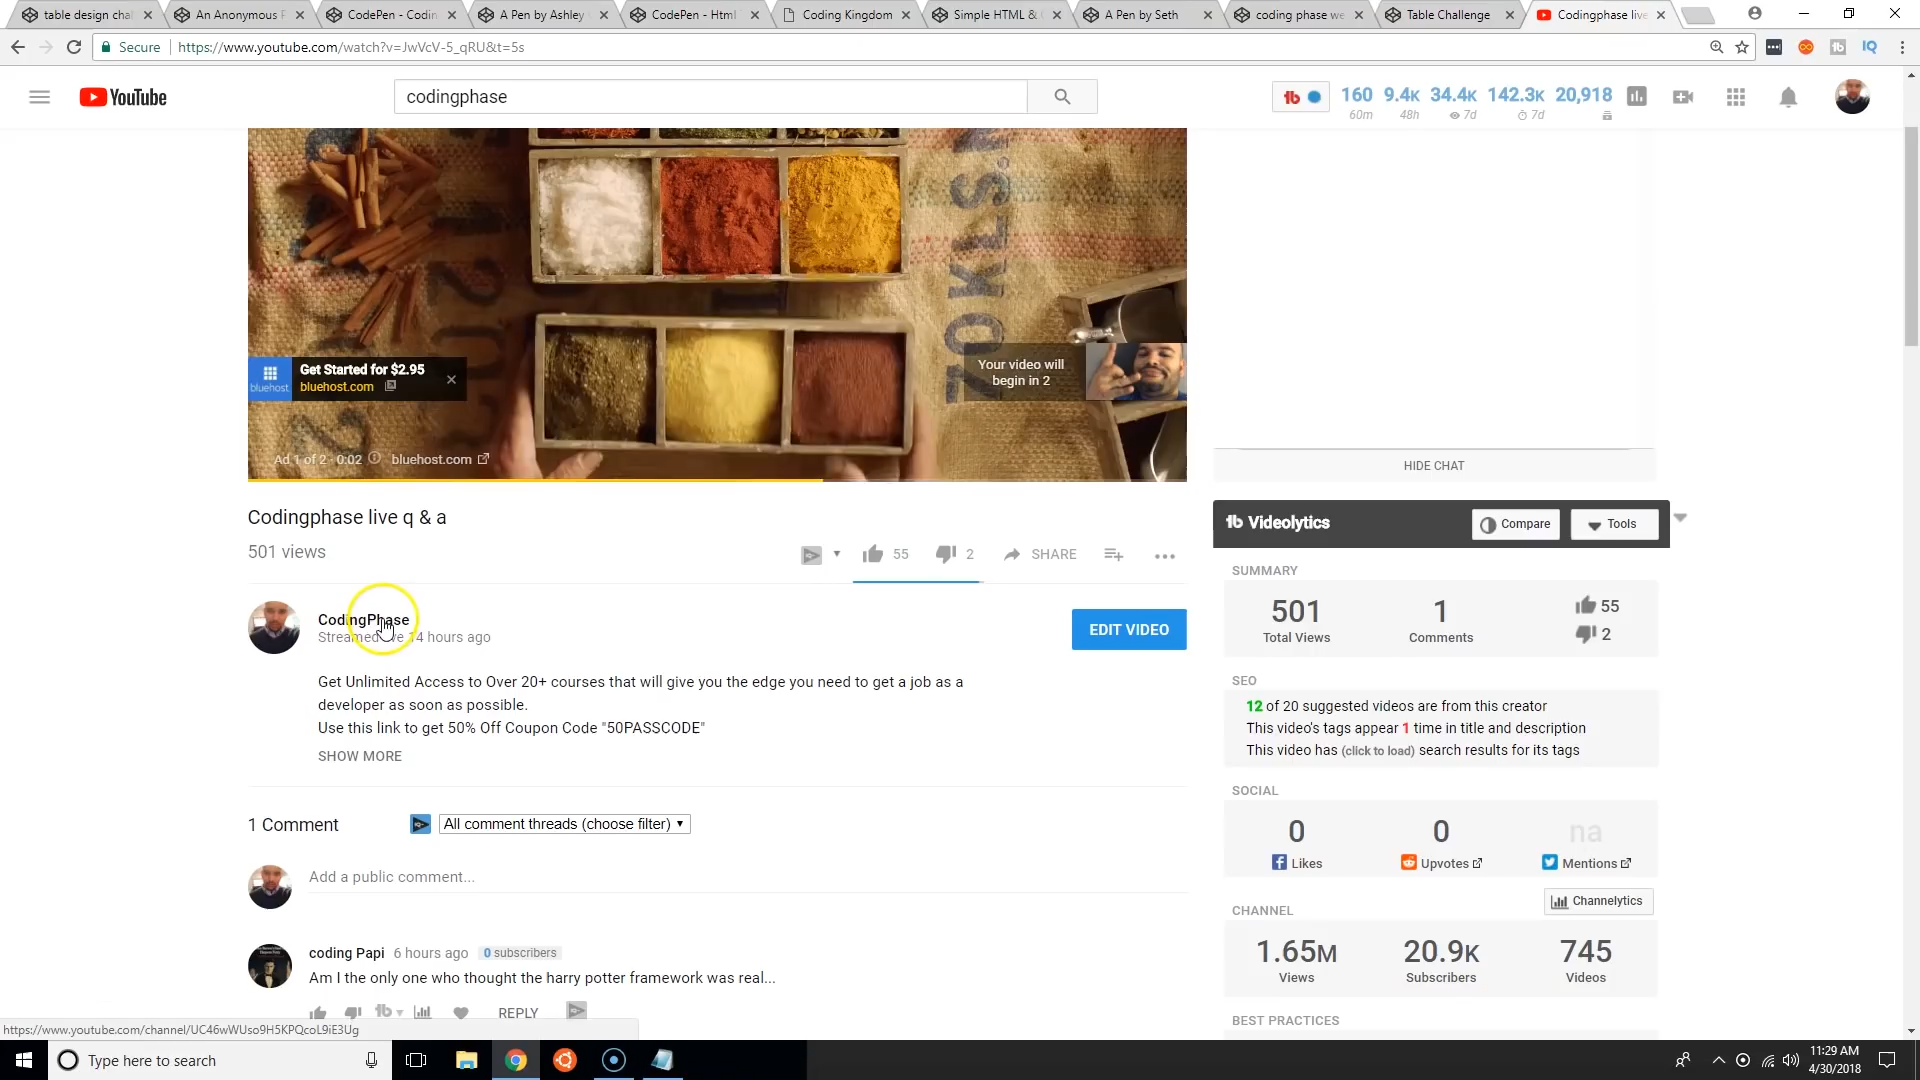 table design chal
An Anonymous P
CodePen - Codin
A Pen by Ashley
CodePen - Html
Coding Kingdom
Simple HTML &
A Pen by Seth
coding phase we
Table Challenge
Codingphase live
Secure
https://www.youtube.com/watch?v=JwVcV-5_qRU&t=5s
IQ
YouTube
codingphase
tb
160 9.4K 34.4K 142.3K 20,918
60m 48h 7d 7d
Get Started for $2.95
bluehost.com
bluehost
Your video will
begin in 2
Ad 1 of 2 · 0:02
bluehost.com
HIDE CHAT
Codingphase live q & a
501 views
55
2
SHARE
CodingPhase
Streamed live 14 hours ago
EDIT VIDEO
Get Unlimited Access to Over 20+ courses that will give you the edge you need to get a job as a
developer as soon as possible.
Use this link to get 50% Off Coupon Code "50PASSCODE"
SHOW MORE
1 Comment
All comment threads (choose filter)
Add a public comment...
coding Papi 6 hours ago 0 subscribers
Am I the only one who thought the harry potter framework was real...
REPLY
tb Videolytics
Compare
Tools
SUMMARY
501
Total Views
1
Comments
55
2
SEO
12 of 20 suggested videos are from this creator
This video's tags appear 1 time in title and description
This video has (click to load) search results for its tags
SOCIAL
0
Likes
0
Upvotes
na
Mentions
Channelytics
CHANNEL
1.65M
Views
20.9K
Subscribers
745
Videos
BEST PRACTICES
https://www.youtube.com/channel/UC46wWUso9H5KPQcoL9iE3Ug
Type here to search
11:29 AM
4/30/2018